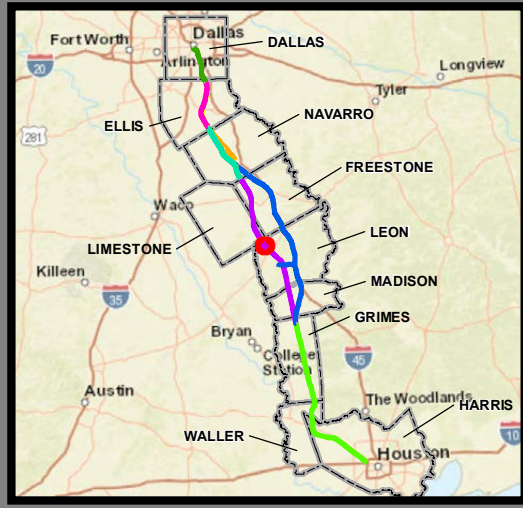 Dallas
Fort Worth
DALLAS
Arlington
Longview
20
Tyler
NAVARRO
ELLIS
281
FREESTONE
Waco
LEON
LIMESTONE
Killeen
MADISON
35
GRIMES
Bryan
College
Station
45
Austin
The Woodlands
HARRIS
WALLER
10
Houston